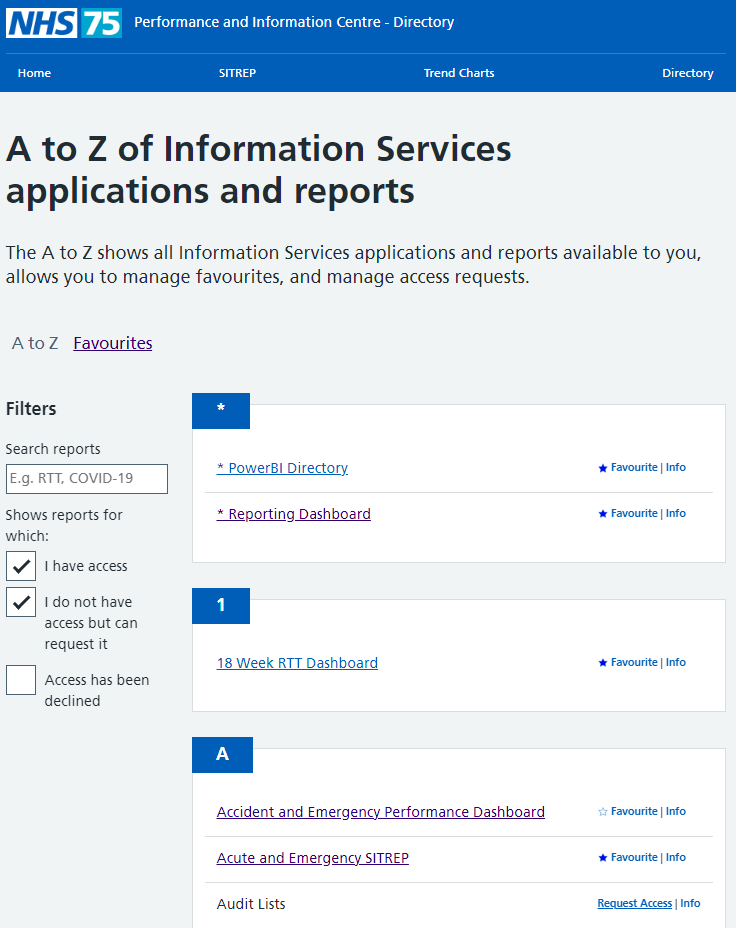 NHS 75 Performance and Information Centre - Directory
Home SITREP Trend Charts Directory
A to Z of Information Services
applications and reports
The A to Z shows all Information Services applications and reports available to you,
allows you to manage favourites, and manage access requests.
A to Z Favourites
Filters
Search reports
E.g. RTT, COVID-19
Shows reports for
which:
I have access
I do not have
access but can
request it
Access has been
declined
*
* PowerBI Directory Favourite | Info
* Reporting Dashboard Favourite | Info
1
18 Week RTT Dashboard Favourite | Info
A
Accident and Emergency Performance Dashboard Favourite | Info
Acute and Emergency SITREP Favourite | Info
Audit Lists Request Access | Info